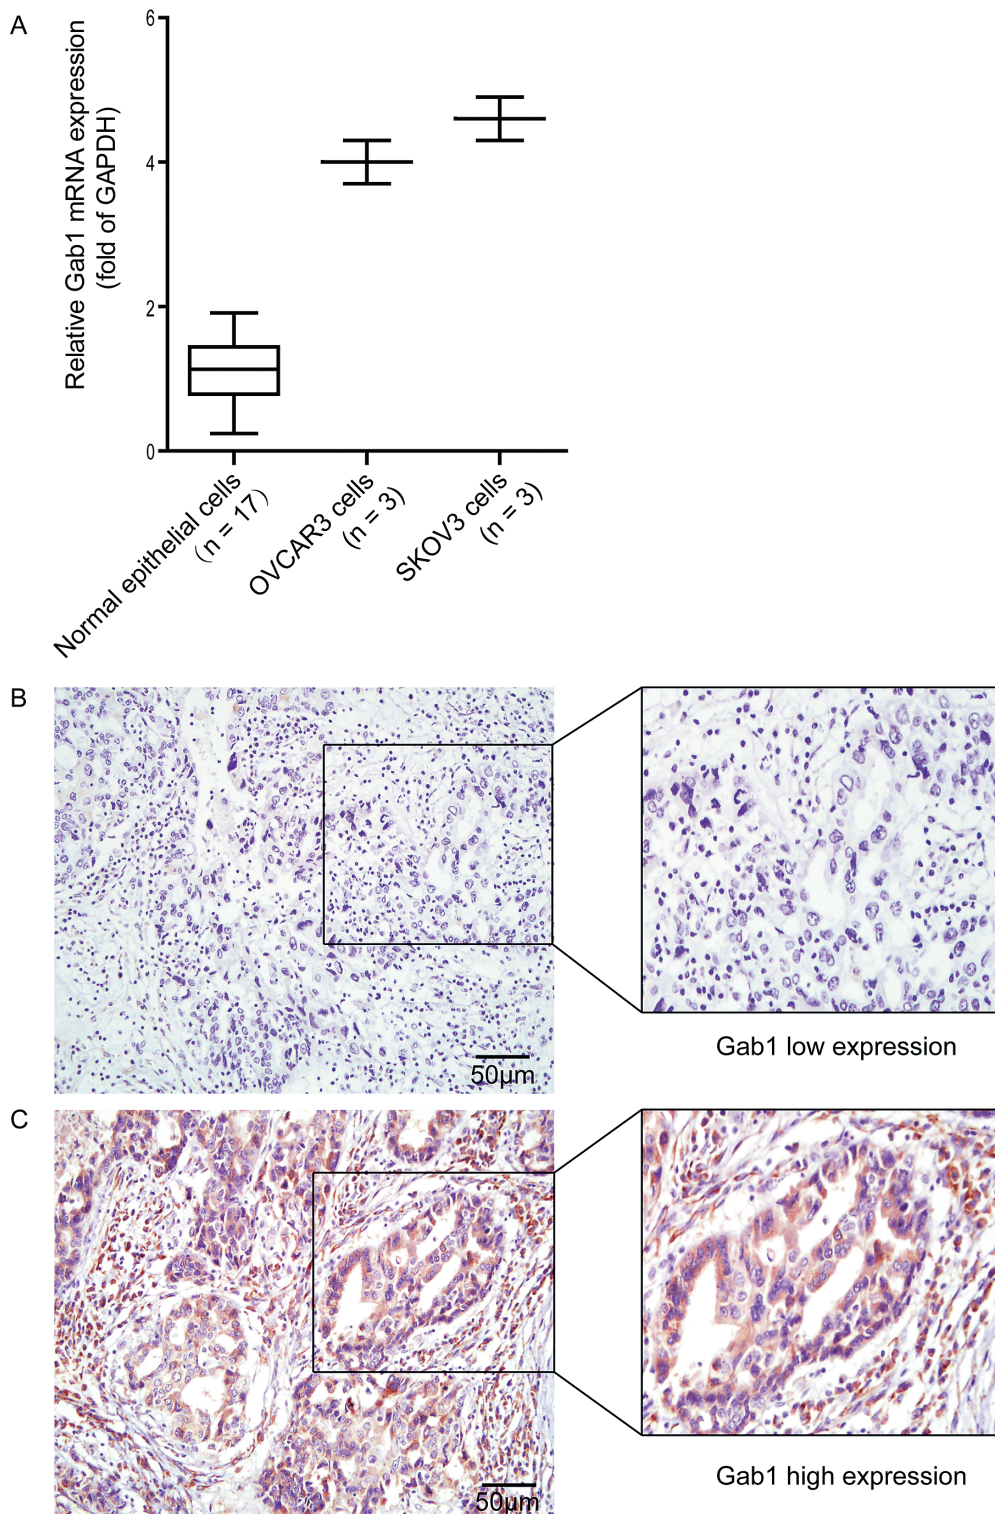 A
Relative Gab1 mRNA expression
(fold of GAPDH)
6
4
2
0
Normal epithelial cells
(n = 17)
OVCAR3 cells
(n = 3)
SKOV3 cells
(n = 3)
B
50μm
Gab1 low expression
C
50μm
Gab1 high expression